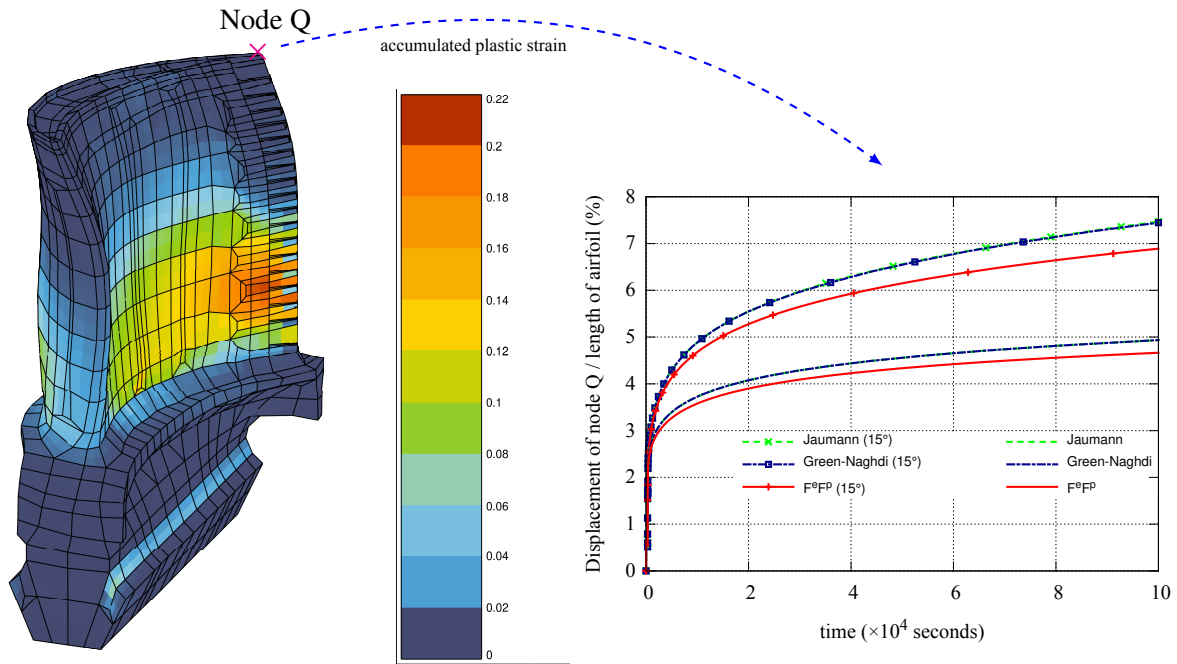 Node Q
accumulated plastic strain
0.22
0.2
0.18
0.16
0.14
0.12
0.1
0.08
0.06
0.04
0.02
0
Displacement of node Q / length of airfoil (%)
8
7
6
5
4
3
2
1
0
Jaumann (15°)
Green-Naghdi (15°)
FᵉFᵖ (15°)
Jaumann
Green-Naghdi
FᵉFᵖ
0 2 4 6 8 10
time (×10⁴ seconds)